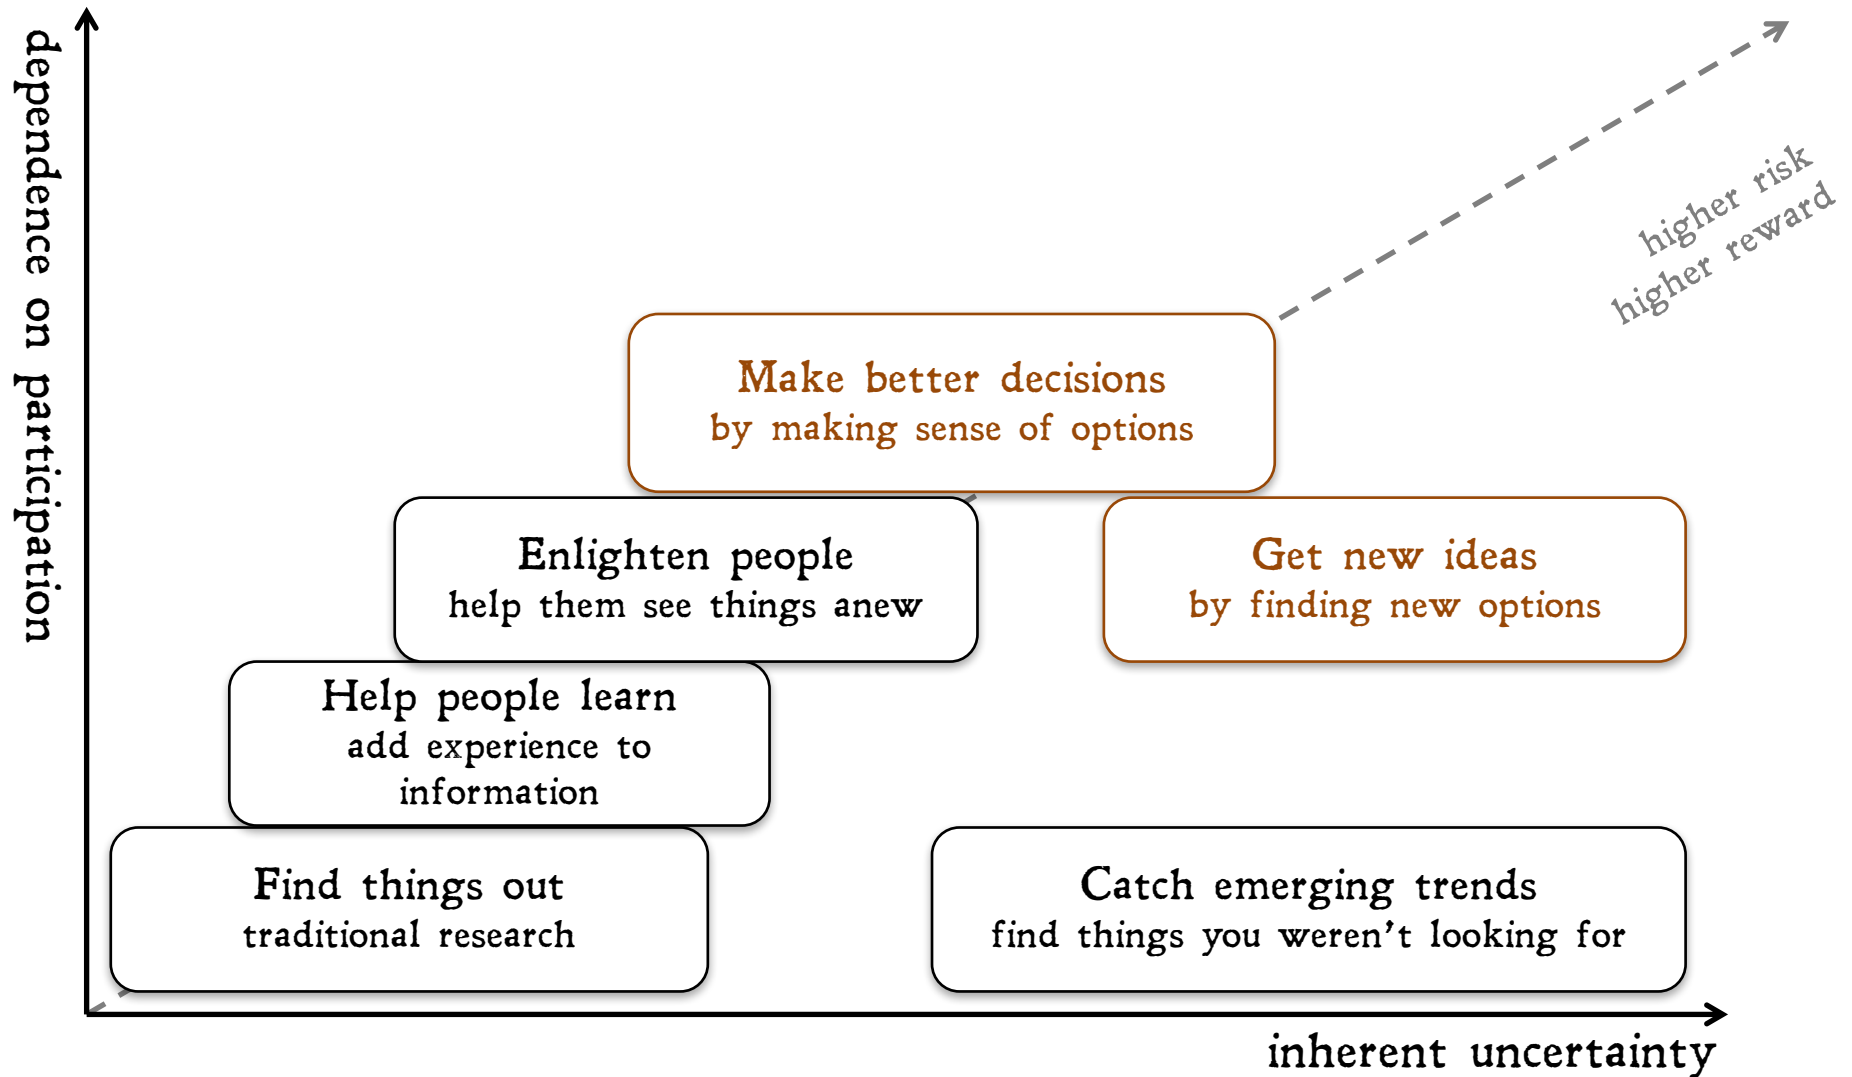 dependence on participation
higher risk
higher reward
Make better decisions
by making sense of options
Enlighten people
help them see things anew
Get new ideas
by finding new options
Help people learn
add experience to
information
Find things out
traditional research
Catch emerging trends
find things you weren't looking for
inherent uncertainty